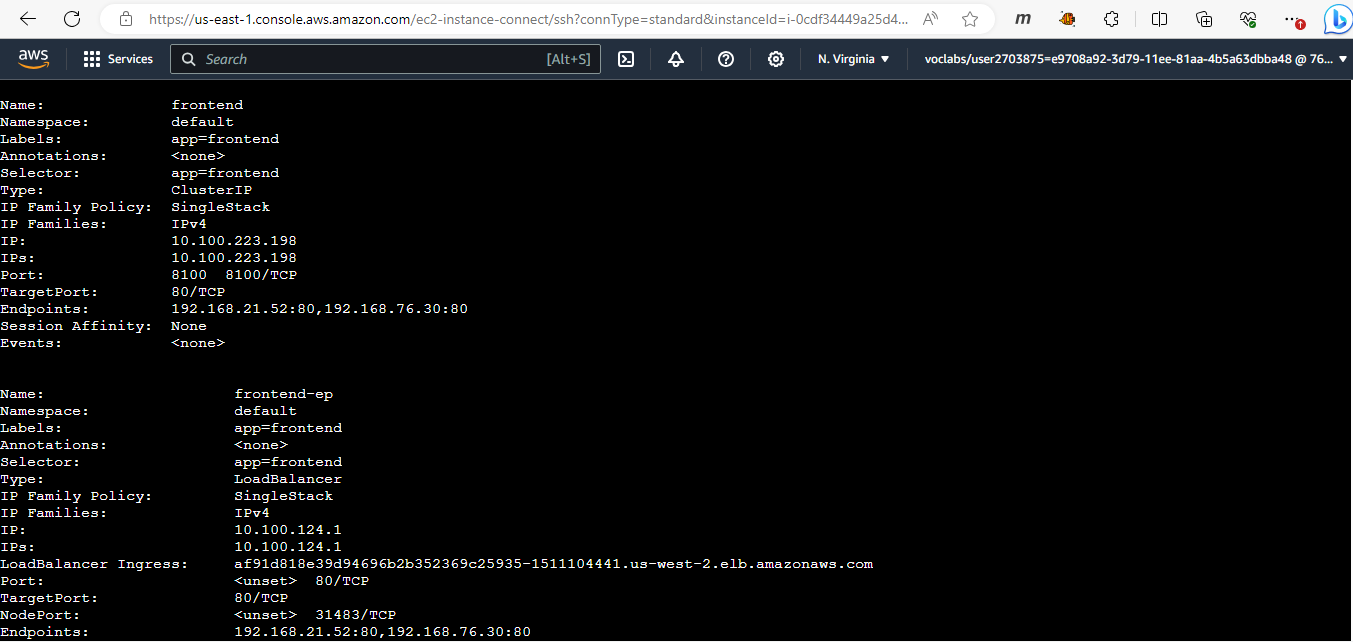 https://us-east-1.console.aws.amazon.com/ec2-instance-connect/ssh?connType=standard&instanceId=i-0cdf34449a25d4...
aws Services Search [Alt+S] N. Virginia voclabs/user2703875=e9708a92-3d79-11ee-81aa-4b5a63dbba48 @ 76...
Name: frontend
Namespace: default
Labels: app=frontend
Annotations: <none>
Selector: app=frontend
Type: ClusterIP
IP Family Policy: SingleStack
IP Families: IPv4
IP: 10.100.223.198
IPs: 10.100.223.198
Port: 8100 8100/TCP
TargetPort: 80/TCP
Endpoints: 192.168.21.52:80,192.168.76.30:80
Session Affinity: None
Events: <none>
Name: frontend-ep
Namespace: default
Labels: app=frontend
Annotations: <none>
Selector: app=frontend
Type: LoadBalancer
IP Family Policy: SingleStack
IP Families: IPv4
IP: 10.100.124.1
IPs: 10.100.124.1
LoadBalancer Ingress: af91d818e39d94696b2b352369c25935-1511104441.us-west-2.elb.amazonaws.com
Port: <unset> 80/TCP
TargetPort: 80/TCP
NodePort: <unset> 31483/TCP
Endpoints: 192.168.21.52:80,192.168.76.30:80